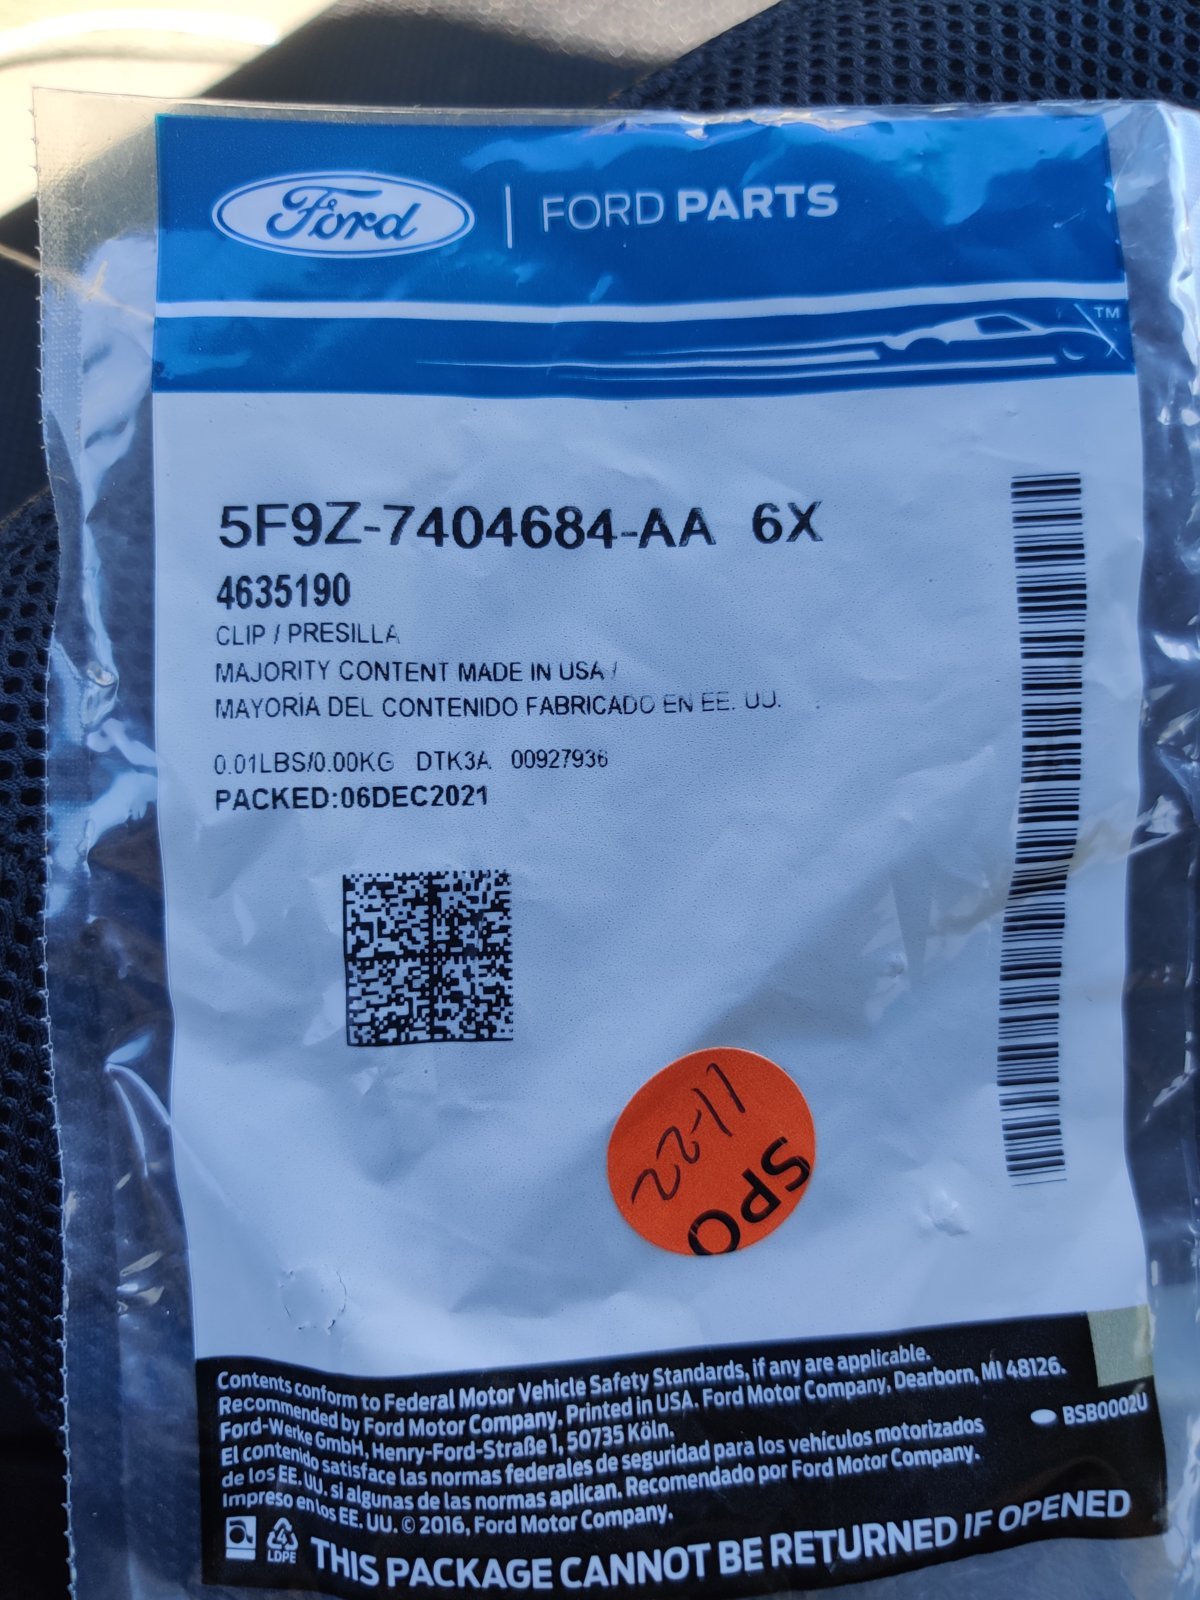 Ford | FORD PARTS
TM
5F9Z-7404684-AA 6X
4635190
CLIP / PRESILLA
MAJORITY CONTENT MADE IN USA /
MAYORÍA DEL CONTENIDO FABRICADO EN EE. UU.
0.01LBS/0.00KG DTK3A 00927936
PACKED:06DEC2021
11-22
SPO
Contents conform to Federal Motor Vehicle Safety Standards, if any are applicable.
Recommended by Ford Motor Company. Printed in USA. Ford Motor Company, Dearborn, MI 48126.
Ford-Werke GmbH, Henry-Ford-Straße 1, 50735 Köln.
El contenido satisface las normas federales de seguridad para los vehículos motorizados
de los EE. UU. si algunas de las normas aplican. Recomendado por Ford Motor Company.
Impreso en los EE. UU. © 2016, Ford Motor Company.
BSB0002U
4
LDPE
THIS PACKAGE CANNOT BE RETURNED IF OPENED